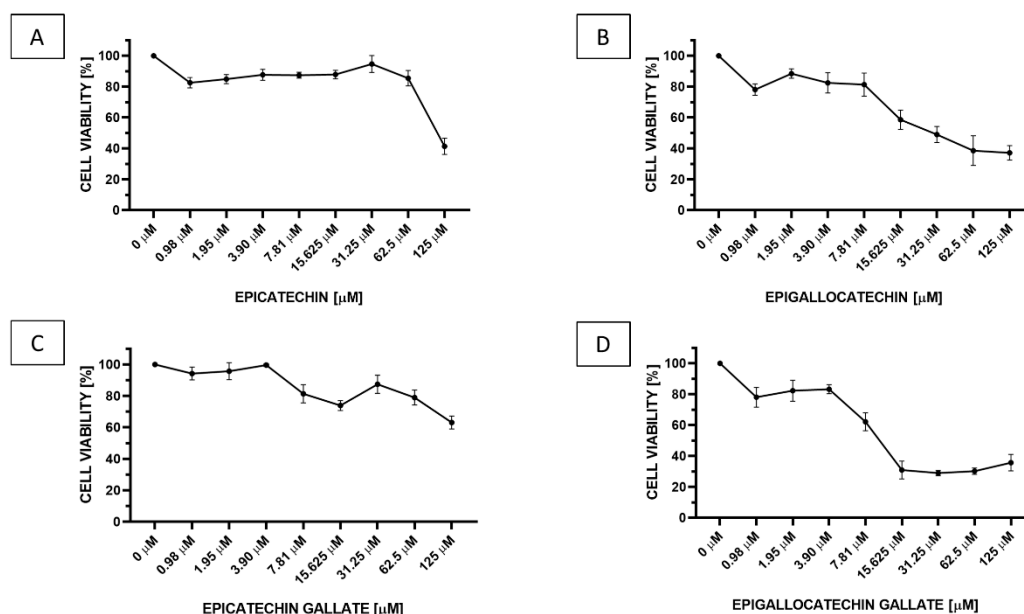 A
CELL VIABILITY [%]
100
80
60
40
20
0
0 μM
0.98 μM
1.95 μM
3.90 μM
7.81 μM
15.625 μM
31.25 μM
62.5 μM
125 μM
EPICATECHIN [μM]
B
CELL VIABILITY [%]
100
80
60
40
20
0
0 μM
0.98 μM
1.95 μM
3.90 μM
7.81 μM
15.625 μM
31.25 μM
62.5 μM
125 μM
EPIGALLOCATECHIN [μM]
C
CELL VIABILITY [%]
100
80
60
40
20
0
0 μM
0.98 μM
1.95 μM
3.90 μM
7.81 μM
15.625 μM
31.25 μM
62.5 μM
125 μM
EPICATECHIN GALLATE [μM]
D
CELL VIABILITY [%]
100
80
60
40
20
0
0 μM
0.98 μM
1.95 μM
3.90 μM
7.81 μM
15.625 μM
31.25 μM
62.5 μM
125 μM
EPIGALLOCATECHIN GALLATE [μM]